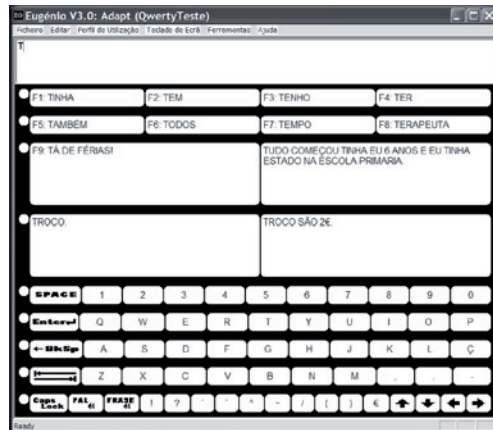 Eugénio V3.0: Adapt (QwertyTeste)
Ficheiro Editar Perfil de Utilização Teclado de Ecrã Ferramentas Ajuda
T
F1: TINHA F2: TEM F3: TENHO F4: TER
F5: TAMBÉM F6: TODOS F7: TEMPO F8: TERAPEUTA
F9: TÁ DE FÉRIAS! TUDO COMEÇOU TINHA EU 6 ANOS E EU TINHA
ESTADO NA ESCOLA PRIMARIA.
TROCO. TROCO SÃO 2€.
SPACE 1 2 3 4 5 6 7 8 9 0
Enter Q W E R T Y U I O P
←BkSp A S D F G H J K L Ç
Z X C V B N M , . -
Caps Lock PAL FRASE ! ? ^ ~ / ( ) € ↑ ↓ ← →
Ready